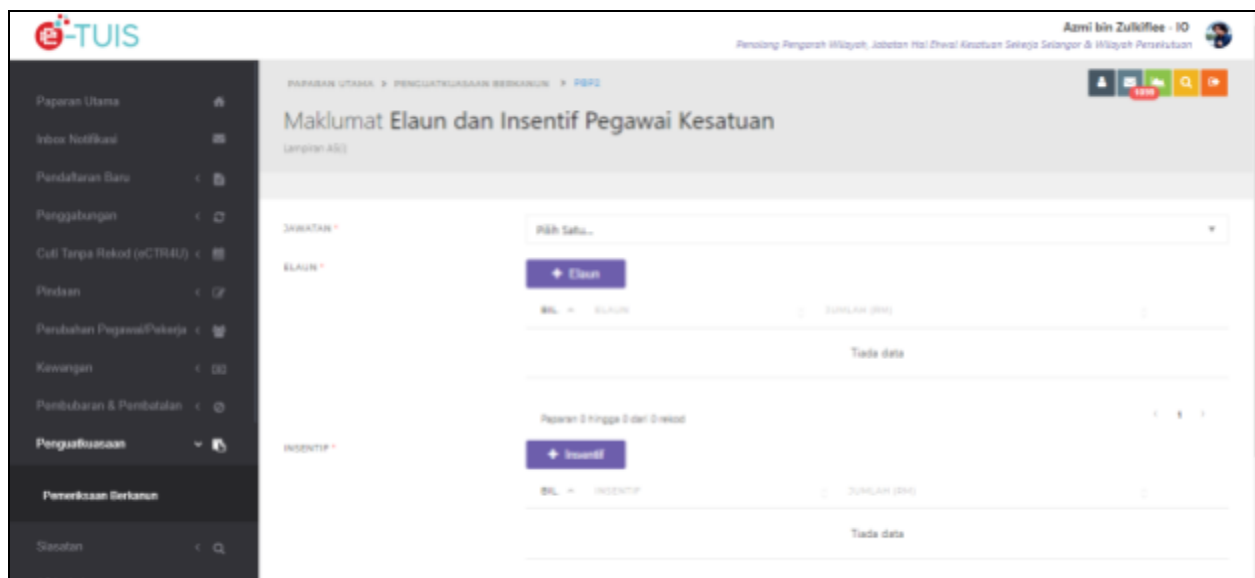 e-TUIS
Azmi bin Zulkiflee - IO
Penolong Pengarah Wilayah, Jabatan Hal Ehwal Kesatuan Sekerja Selangor & Wilayah Persekutuan
PAPARAN UTAMA > PENGUATKUASAAN BERKANUN > PBP2
1099
Maklumat Elaun dan Insentif Pegawai Kesatuan
Lampiran
Paparan Utama
Inbox Notifikasi
Pendaftaran Baru
Penggabungan
Cuti Tanpa Rekod (eCTR4U)
Pindaan
Perubahan Pegawai/Pekerja
Kewangan
Pembubaran & Pembatalan
Penguatkuasaan
Pemeriksaan Berkanun
Siasatan
JAWATAN *
Pilih Satu...
ELAUN *
+ Elaun
BIL ELAUN JUMLAH (RM)
Tiada data
Paparan 0 hingga 0 dari 0 rekod
< 1 >
INSENTIF *
+ Insentif
BIL INSENTIF JUMLAH (RM)
Tiada data